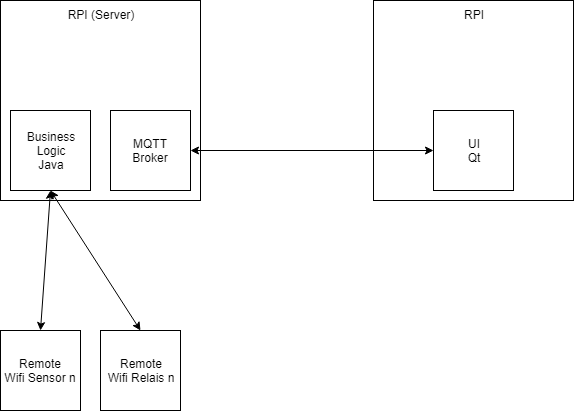 RPI (Server)
RPI
Business
Logic
Java
MQTT
Broker
UI
Qt
Remote
Wifi Sensor n
Remote
Wifi Relais n